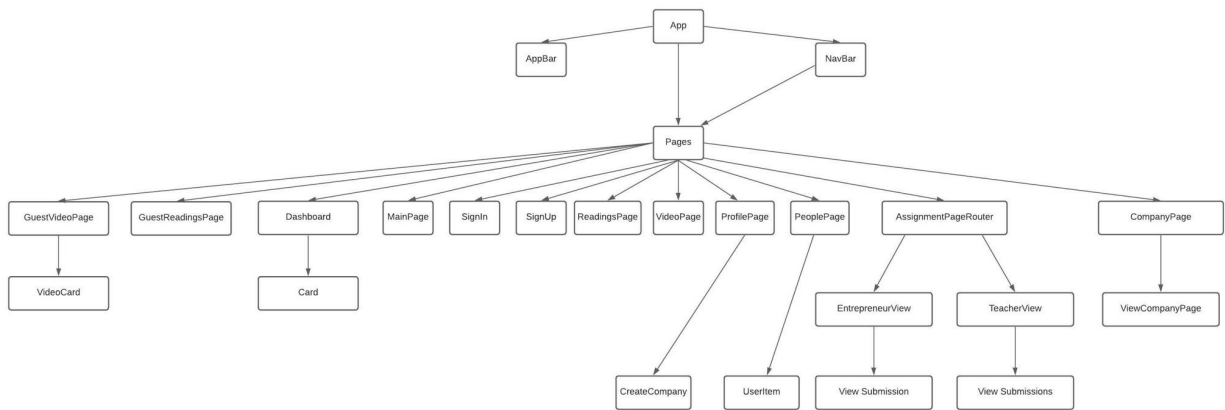 App
AppBar
NavBar
Pages
GuestVideoPage
GuestReadingsPage
Dashboard
MainPage
SignIn
SignUp
ReadingsPage
VideoPage
ProfilePage
PeoplePage
AssignmentPageRouter
CompanyPage
VideoCard
Card
EntrepreneurView
TeacherView
ViewCompanyPage
CreateCompany
UserItem
View Submission
View Submissions